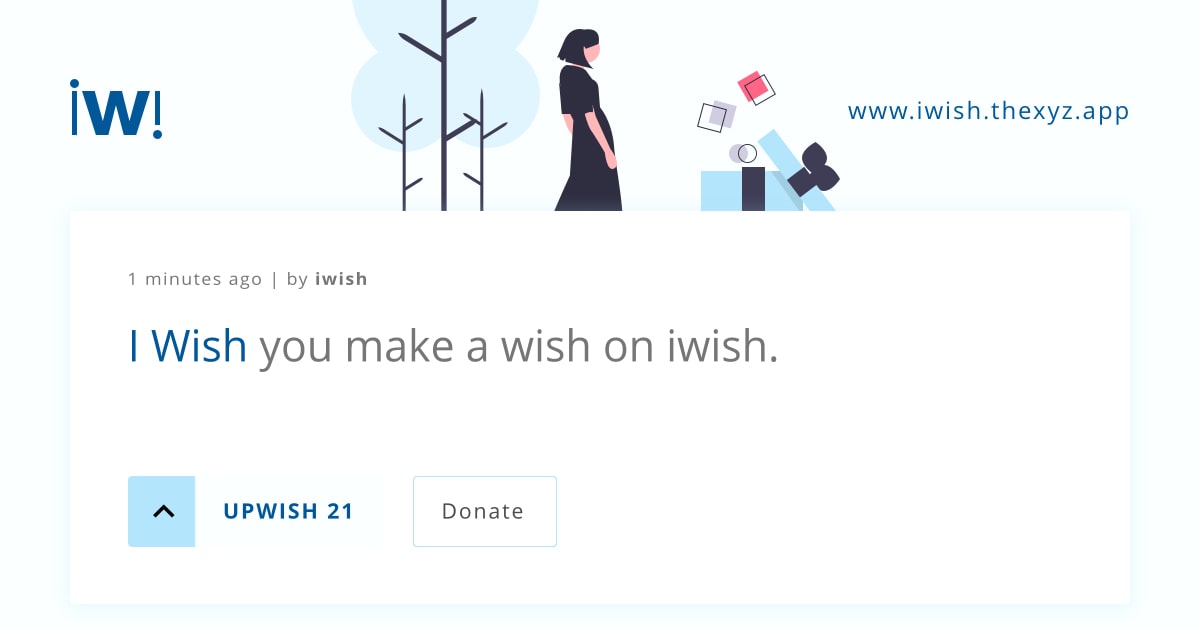 iw!
www.iwish.thexyz.app
1 minutes ago | by iwish
I Wish you make a wish on iwish.
UPWISH 21
Donate